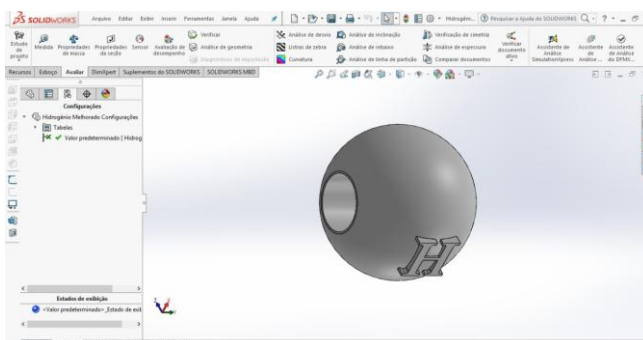 SOLIDWORKS Arquivo Editar Exibir Inserir Ferramentas Janela Ajuda Hidrogên... Pesquisar a Ajuda do SOLIDWORKS
Estudo de projeto
Medida
Propriedades de massa
Propriedades da seção
Sensor
Avaliação de desempenho
Verificar
Análise de geometria
Diagnósticos de importação
Análise de desvio
Listras de zebra
Curvatura
Análise de inclinação
Análise de rebaixo
Análise de linha de partição
Verificação de simetria
Análise de espessura
Comparar documentos
Verificar documento ativo
Assistente de Análise SimulationXpress
Assistente de Análise ...
Assistente de Análise do DFMX...
Recursos Esboço Avaliar DimXpert Suplementos do SOLIDWORKS SOLIDWORKS MBD
Configurações
Hidrogênio Melhorado Configurações
Tabelas
Valor predeterminado [ Hidrog
H
Estados de exibição
<Valor predeterminado>_Estado de exib